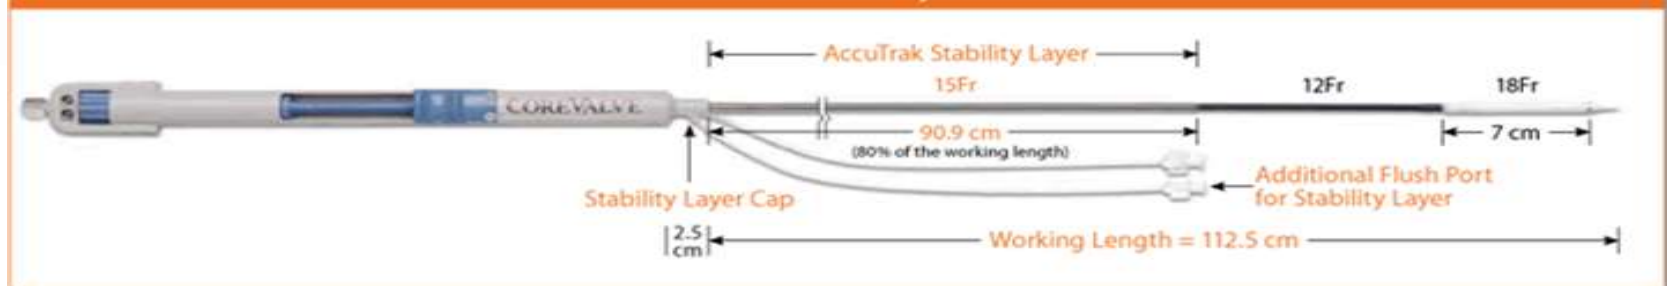 AccuTrak Stability Layer
15Fr
12Fr
18Fr
COREVALVE
90.9 cm
7 cm
(80% of the working length)
Additional Flush Port
for Stability Layer
Stability Layer Cap
2.5
cm
Working Length = 112.5 cm